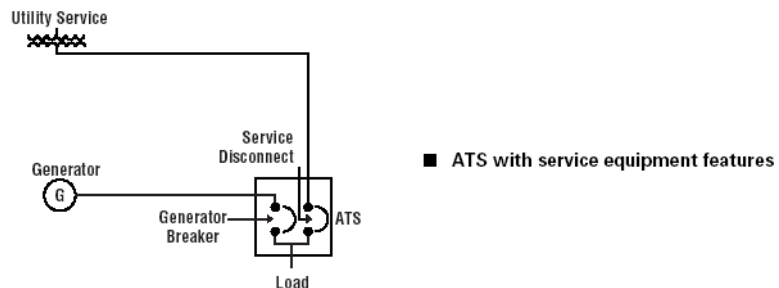 Utility Service
Service
Disconnect
■ ATS with service equipment features
Generator
G
Generator
Breaker
ATS
Load